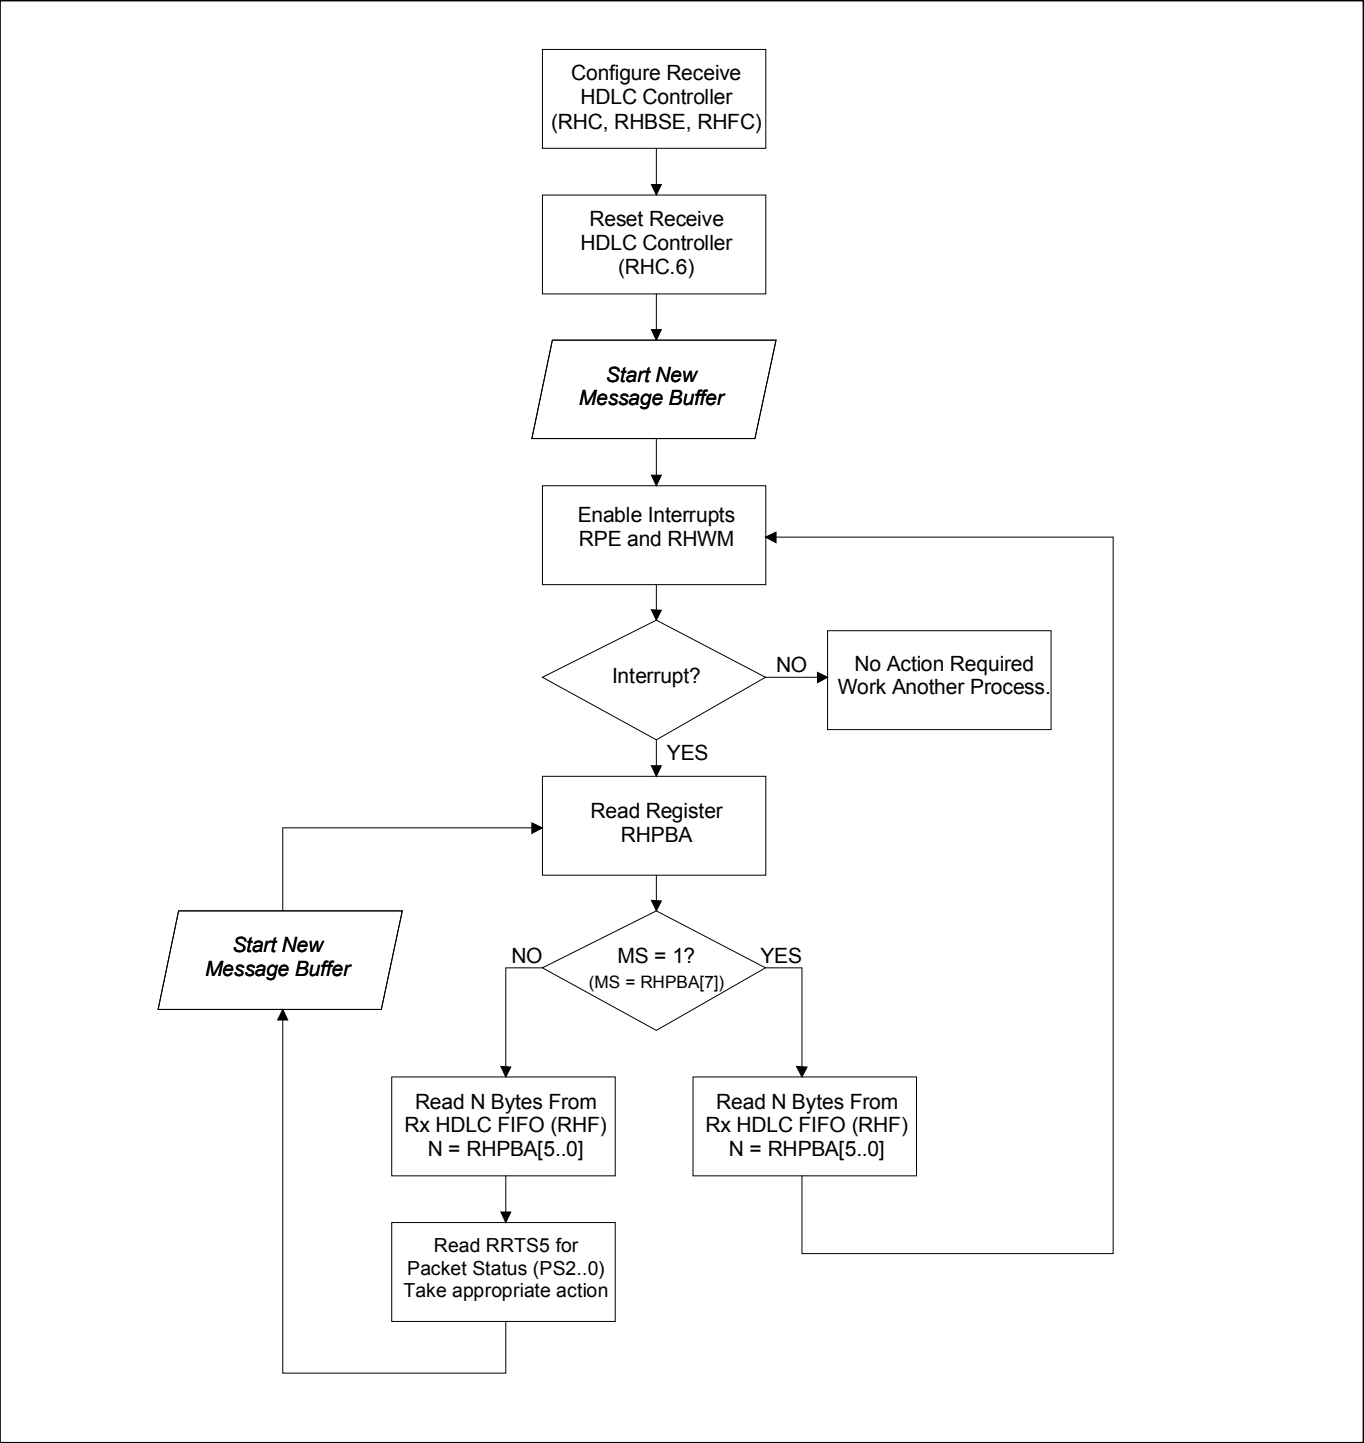 Configure Receive
HDLC Controller
(RHC, RHBSE, RHFC)
Reset Receive
HDLC Controller
(RHC.6)
Start New
Message Buffer
Enable Interrupts
RPE and RHWM
Interrupt?
NO
No Action Required
Work Another Process.
YES
Read Register
RHPBA
Start New
Message Buffer
NO
MS = 1?
(MS = RHPBA[7])
YES
Read N Bytes From
Rx HDLC FIFO (RHF)
N = RHPBA[5..0]
Read N Bytes From
Rx HDLC FIFO (RHF)
N = RHPBA[5..0]
Read RRTS5 for
Packet Status (PS2..0)
Take appropriate action